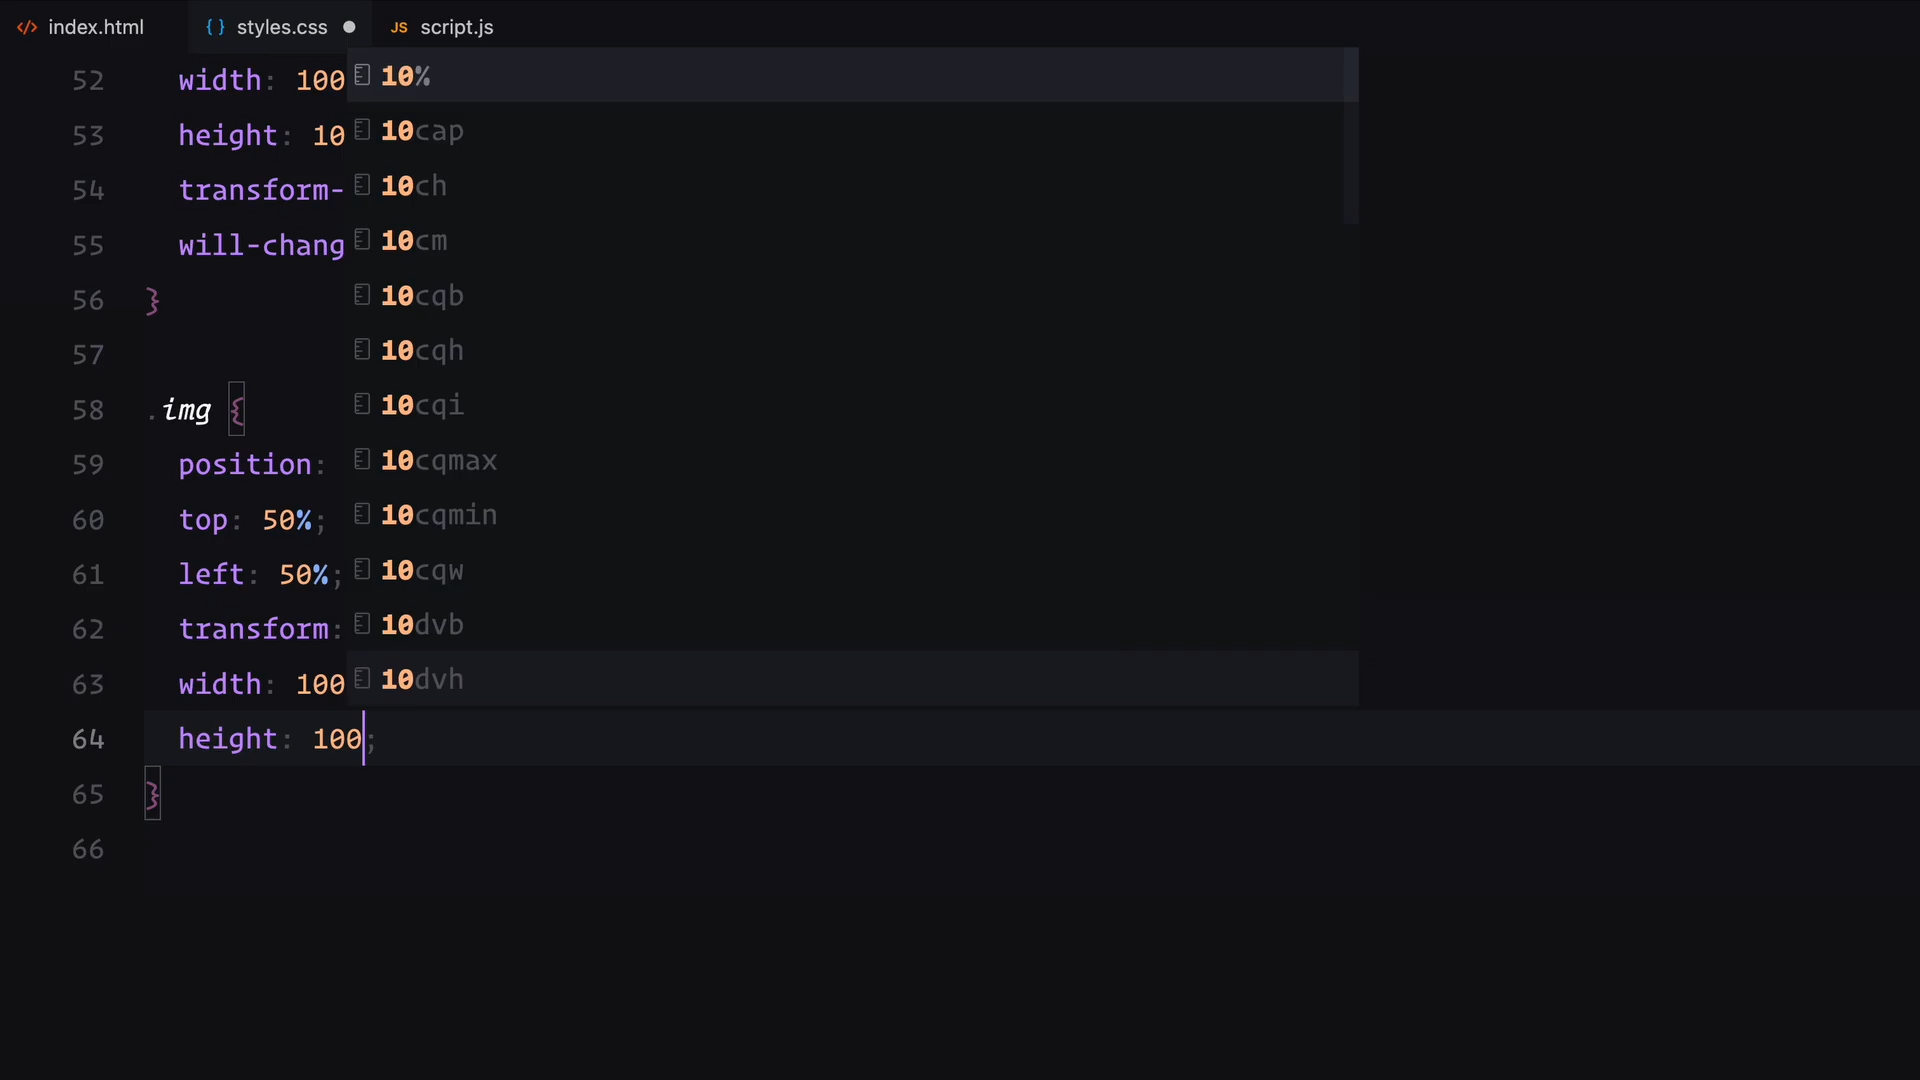 index.html styles.css JS script.js
52 width: 100
53 height: 10
54 transform-
55 will-chang
56 }
57
58 .img {
59 position:
60 top: 50%;
61 left: 50%;
62 transform:
63 width: 100
64 height: 100;
65 }
66
10%
10cap
10ch
10cm
10cqb
10cqh
10cqi
10cqmax
10cqmin
10cqw
10dvb
10dvh